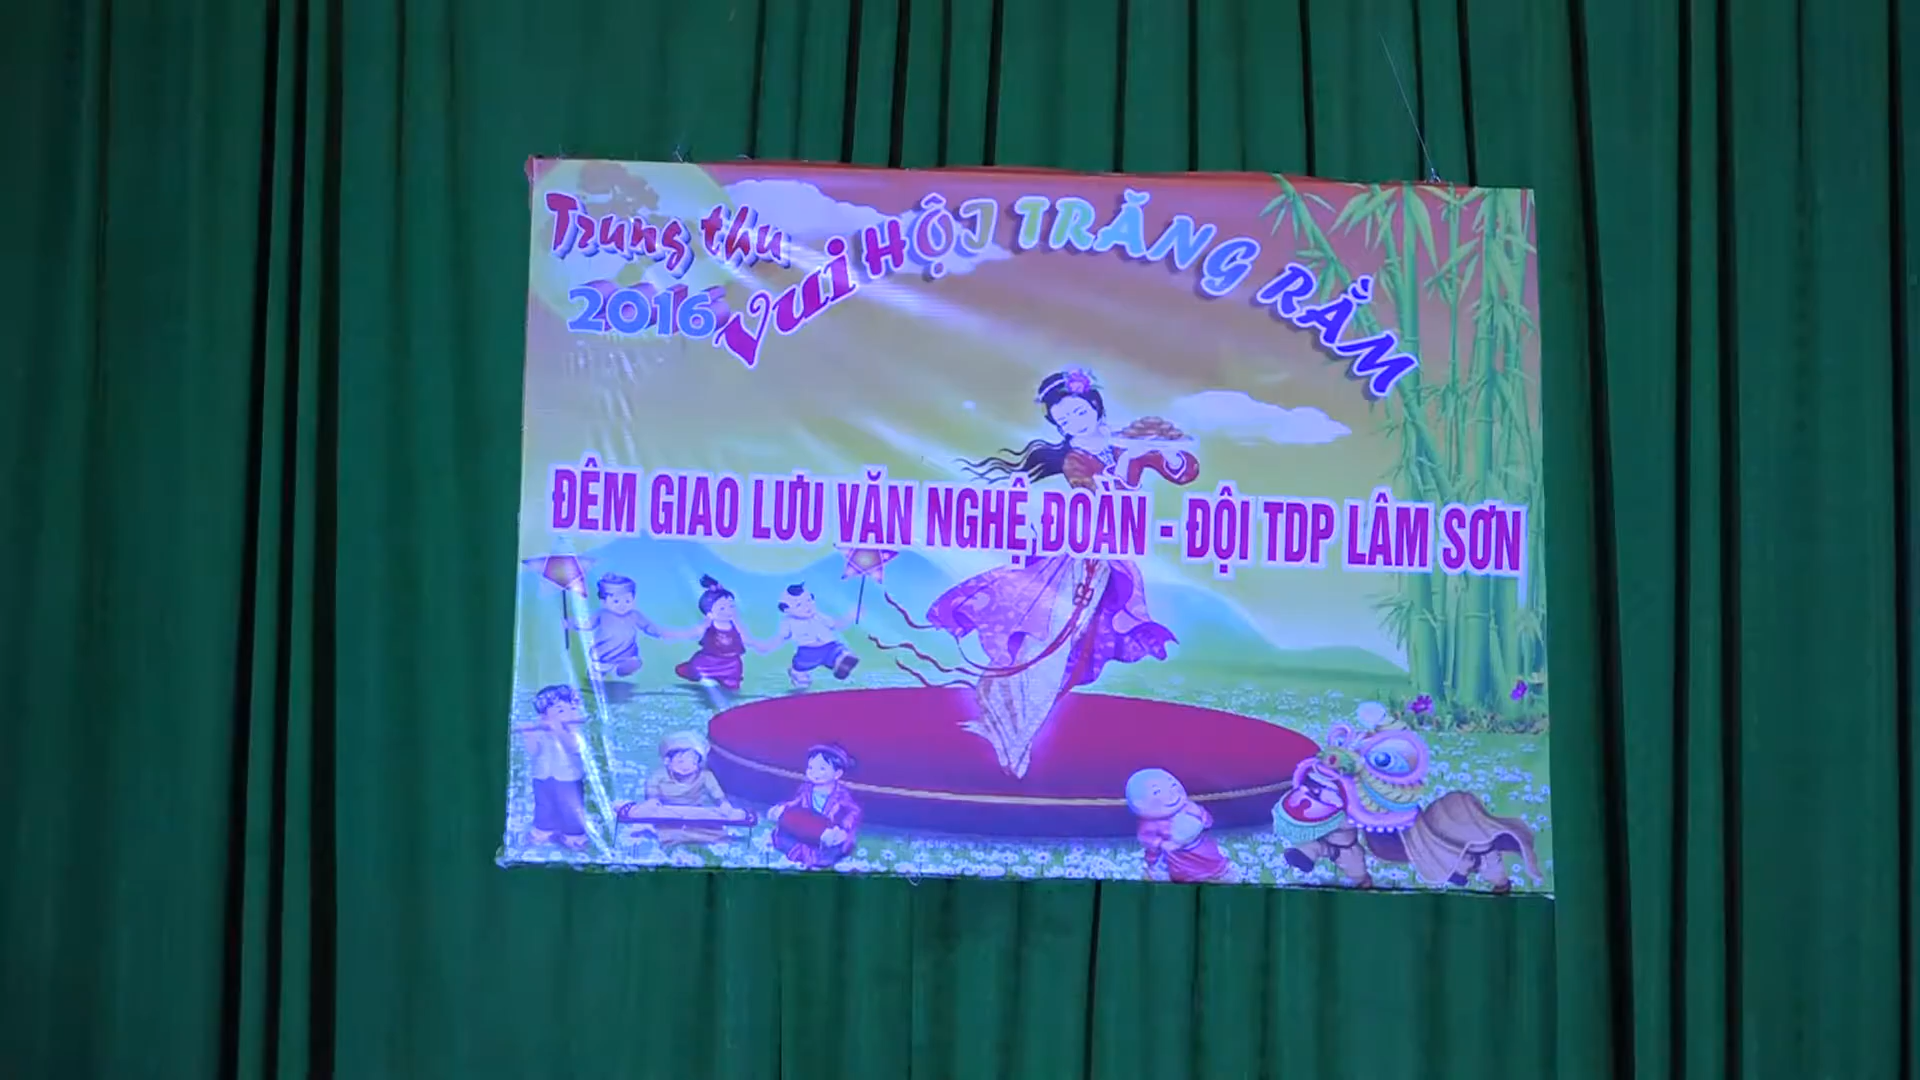 Trung thu
2016
Vui HỘI TRĂNG RẰM
ĐÊM GIAO LƯU VĂN NGHỆ ĐOÀN - ĐỘI TDP LÂM SƠN